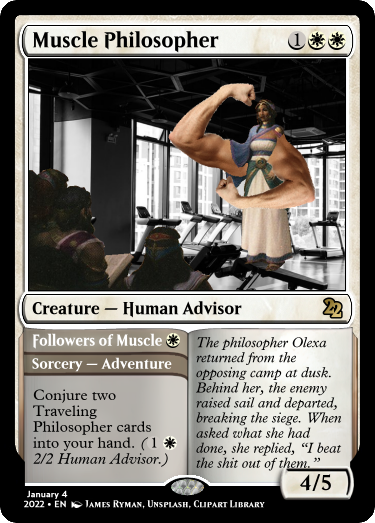 Muscle Philosopher 1
Creature — Human Advisor
22
Followers of Muscle
Sorcery — Adventure
Conjure two
Traveling
Philosopher cards
into your hand. (1
2/2 Human Advisor.)
The philosopher Olexa
returned from the
opposing camp at dusk.
Behind her, the enemy
raised sail and departed,
breaking the siege. When
asked what she had
done, she replied, “I beat
the shit out of them.”
4/5
January 4
2022 • EN James Ryman, Unsplash, Clipart Library